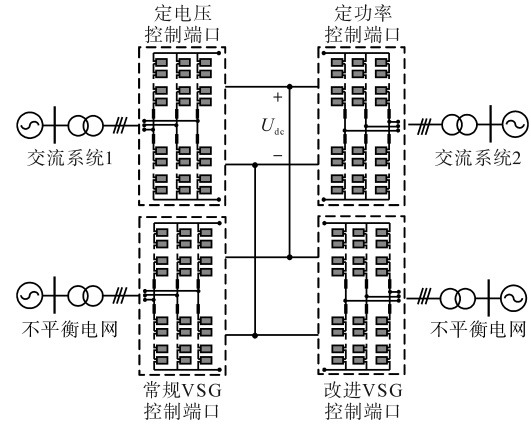 定电压
控制端口
定功率
控制端口
+
U_dc
−
交流系统1
交流系统2
不平衡电网
不平衡电网
常规VSG
控制端口
改进VSG
控制端口